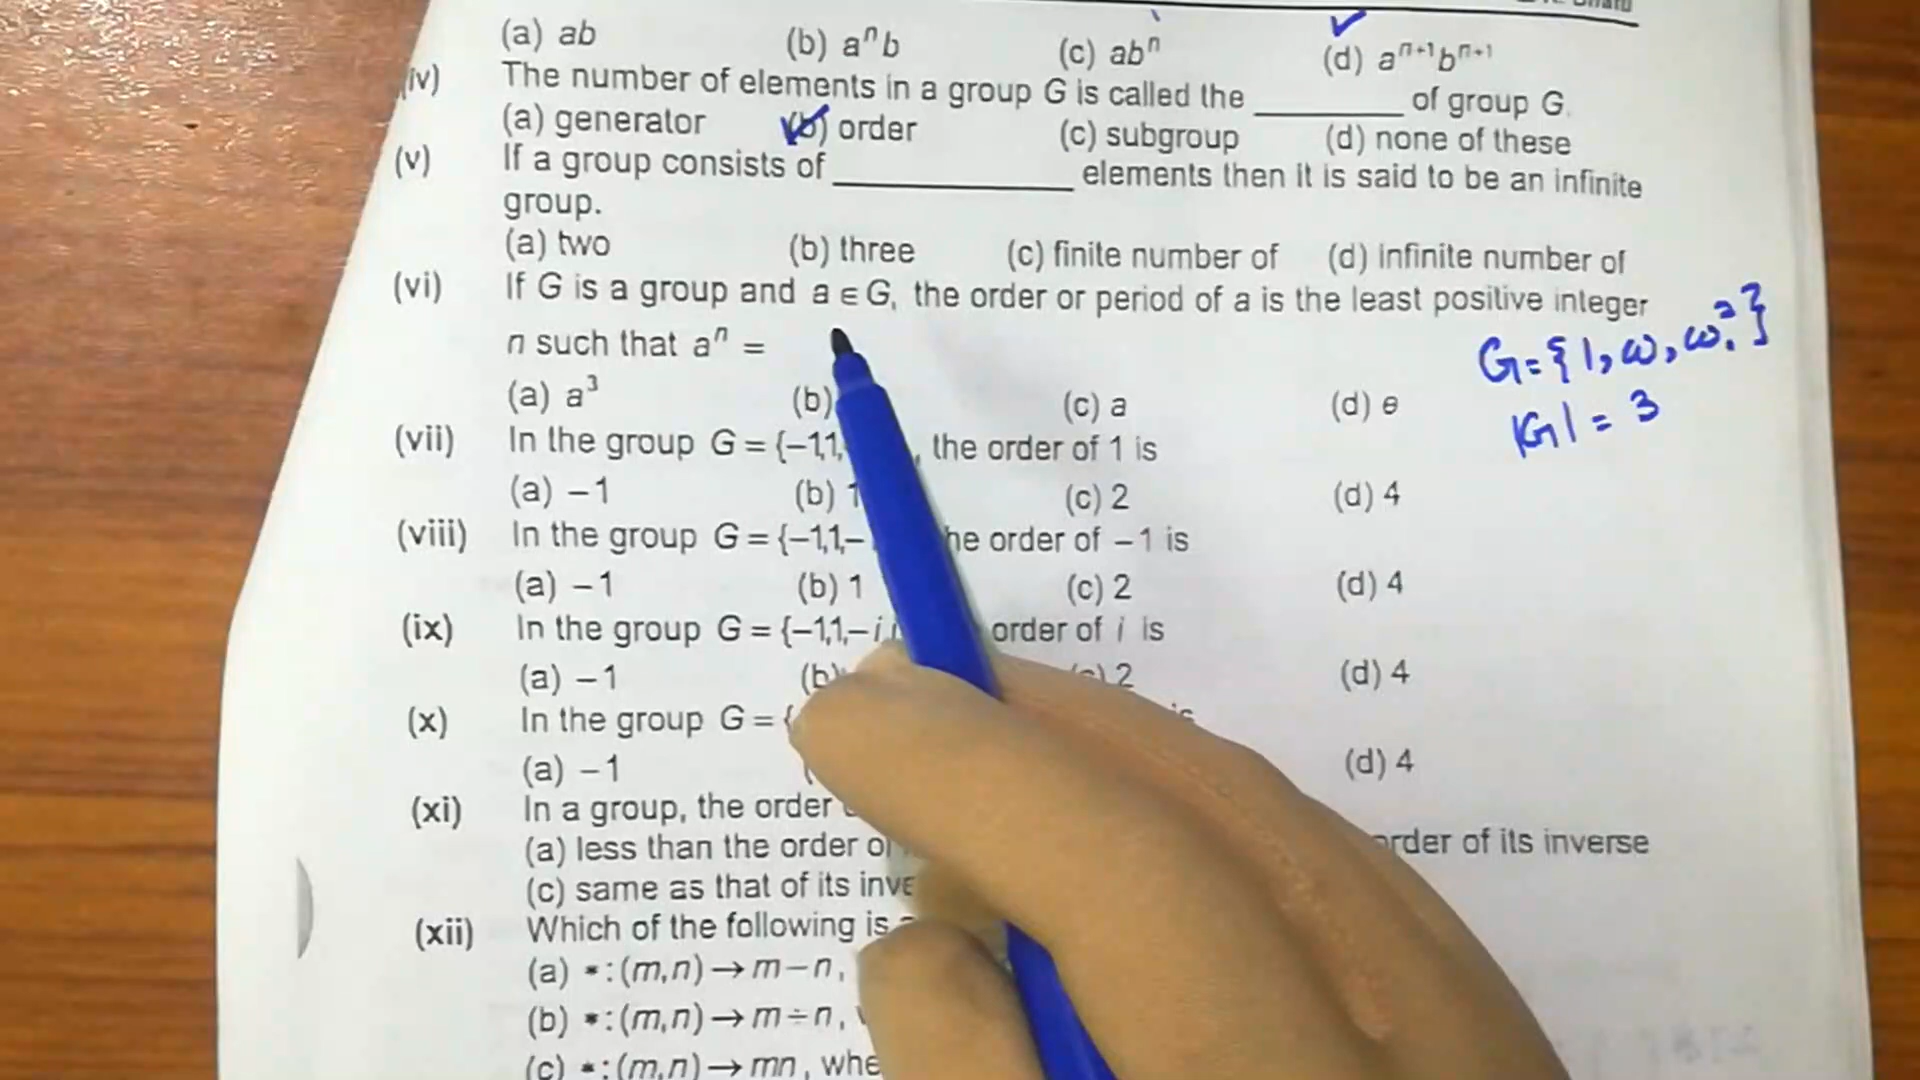 (a) ab (b) aⁿb (c) abⁿ (d) aⁿ⁺¹bⁿ⁺¹
iv) The number of elements in a group G is called the __________ of group G.
(a) generator (b) order (c) subgroup (d) none of these
(v) If a group consists of ________________ elements then it is said to be an infinite
group.
(a) two (b) three (c) finite number of (d) infinite number of
(vi) If G is a group and a ∈ G, the order or period of a is the least positive integer
n such that aⁿ =
G = {1, ω, ω²}
(a) a³ (b) (c) a (d) e
|G| = 3
(vii) In the group G = {−1,1, , the order of 1 is
(a) −1 (b) 1 (c) 2 (d) 4
(viii) In the group G = {−1,1,− he order of −1 is
(a) −1 (b) 1 (c) 2 (d) 4
(ix) In the group G = {−1,1,−i, order of i is
(a) −1 (b) 2 (d) 4
(x) In the group G = {
(a) −1 (d) 4
(xi) In a group, the order
(a) less than the order of order of its inverse
(c) same as that of its inve
(xii) Which of the following is
(a) *:(m,n)→m−n,
(b) *:(m,n)→m÷n,
(c) *:(m,n)→mn, whe